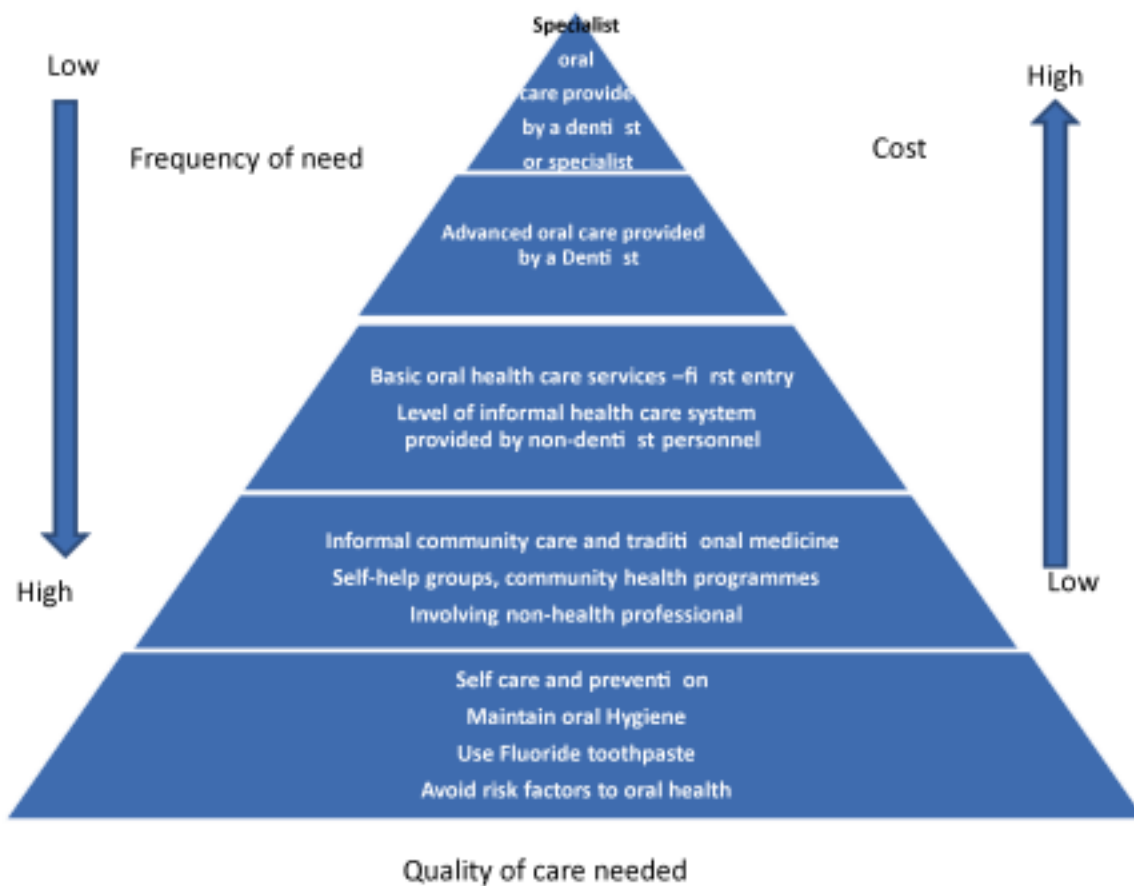 Specialist
oral
care provide
by a denti st
or specialist
Low
High
Frequency of need
Cost
Advanced oral care provided
by a Denti st
Basic oral health care services –fi rst entry
Level of informal health care system
provided by non-denti st personnel
Informal community care and traditi onal medicine
Self-help groups, community health programmes
Involving non-health professional
High
Low
Self care and preventi on
Maintain oral Hygiene
Use Fluoride toothpaste
Avoid risk factors to oral health
Quality of care needed